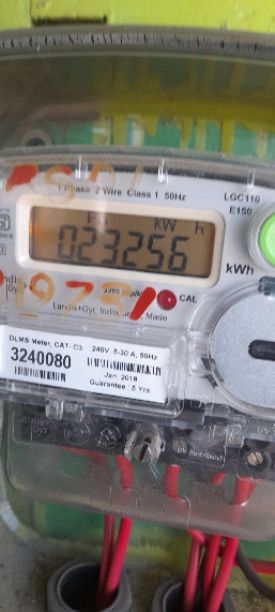 1 Phase 2 Wire Class 1 50Hz
LGC110
E150
kW h
023256
kWh
CAL
Landis+Gyr, India
Made
DLMS Meter, CAT- C3 240V 5-30 A, 50Hz
3240080
Jan. 2018
Guarantee : 5 Yrs